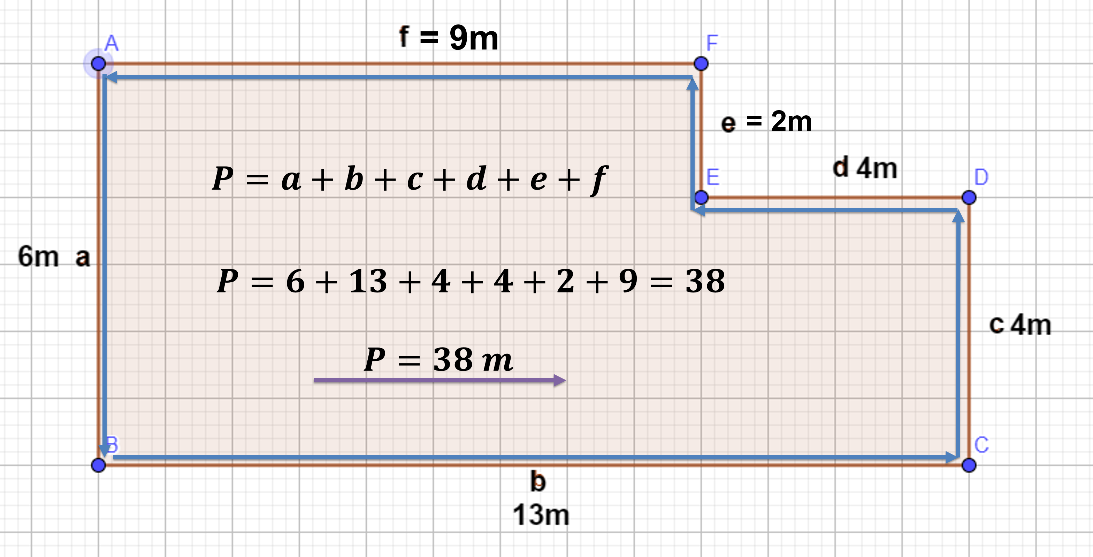 f = 9m
A
F
e = 2m
d 4m
P = a + b + c + d + e + f
E
D
6m a
P = 6 + 13 + 4 + 4 + 2 + 9 = 38
c 4m
P = 38 m
B
C
b
13m